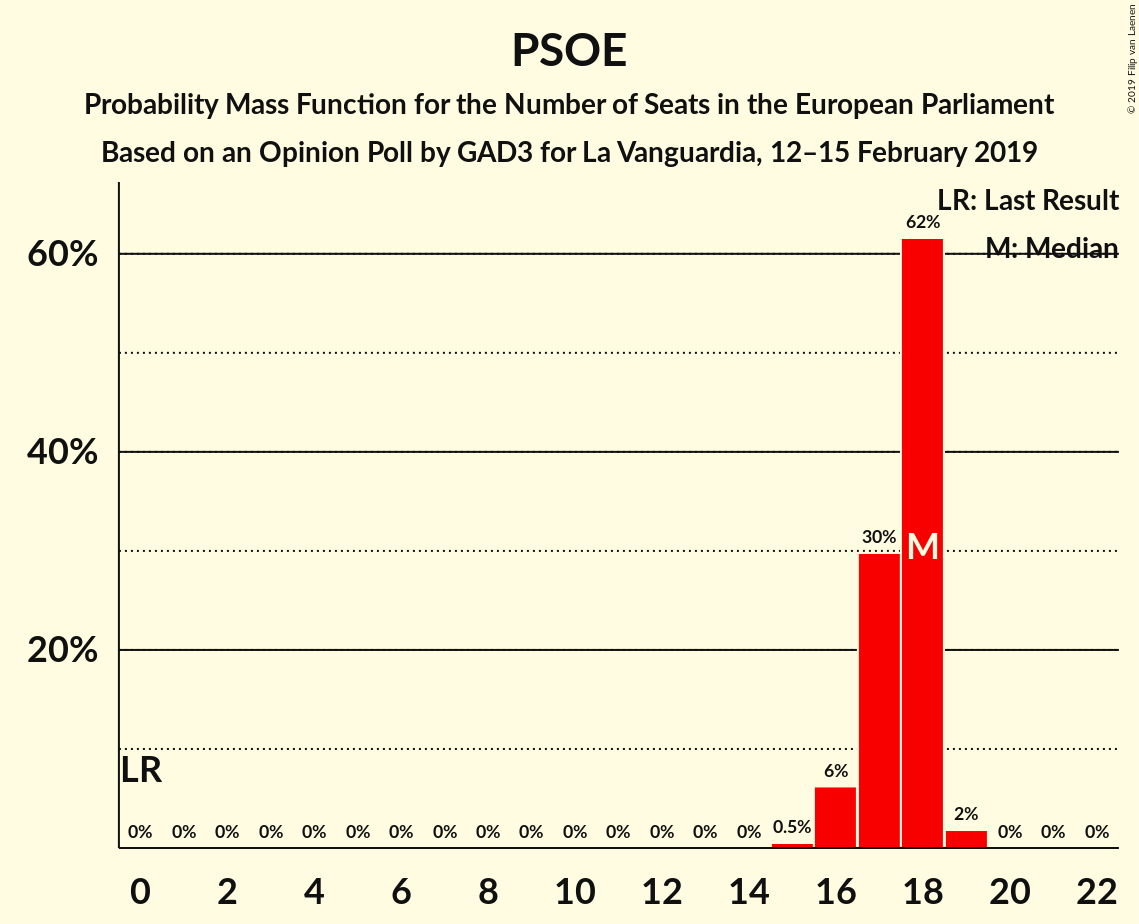 PSOE
Probability Mass Function for the Number of Seats in the European Parliament
Based on an Opinion Poll by GAD3 for La Vanguardia, 12–15 February 2019
© 2019 Filip van Laenen
LR: Last Result
M: Median
62%
60%
40%
30%
M
20%
LR
6%
2%
0% 0% 0% 0% 0% 0% 0% 0% 0% 0% 0% 0% 0% 0% 0% 0.5% 0% 0% 0%
0 2 4 6 8 10 12 14 16 18 20 22